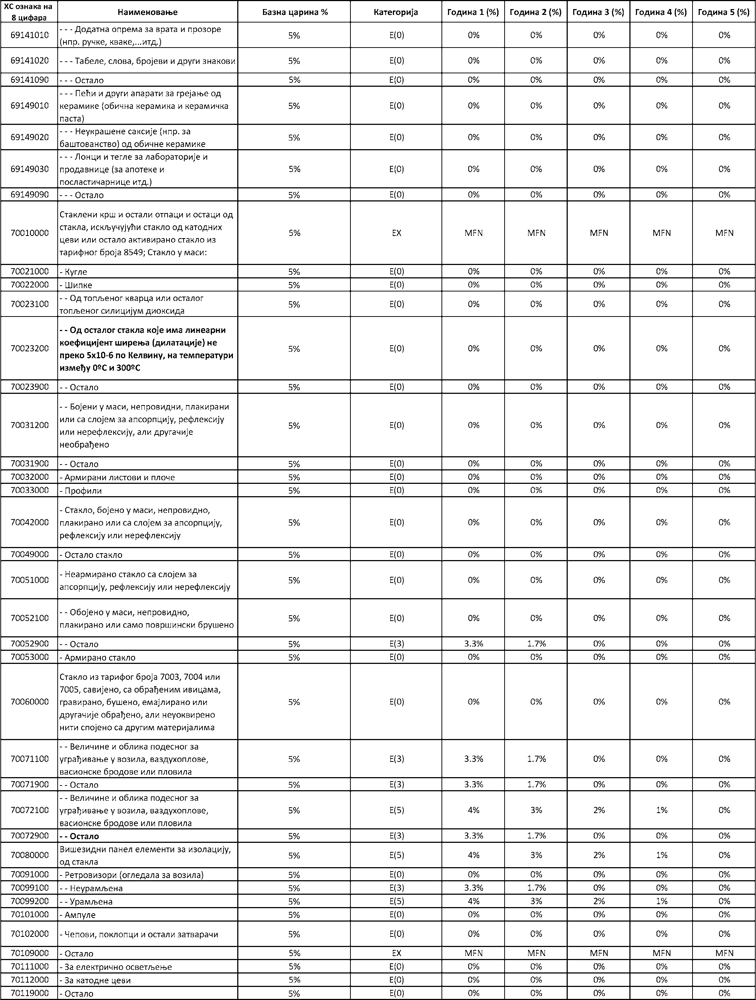 ХС ознака на
8 цифара Наименовање Базна царина % Категорија Година 1 (%) Година 2 (%) Година 3 (%) Година 4 (%) Година 5 (%)
69141010 - - - Додатна опрема за врата и прозоре
(нпр. ручке, кваке,...итд.) 5% E(0) 0% 0% 0% 0% 0%
69141020 - - - Табеле, слова, бројеви и други знакови 5% E(0) 0% 0% 0% 0% 0%
69141090 - - - Остало 5% E(0) 0% 0% 0% 0% 0%
69149010 - - - Пећи и други апарати за грејање од
керамике (обична керамика и керамичка
паста) 5% E(0) 0% 0% 0% 0% 0%
69149020 - - - Неукрашене саксије (нпр. за
баштованство) од обичне керамике 5% E(0) 0% 0% 0% 0% 0%
69149030 - - - Лонци и тегле за лабораторије и
продавнице (за апотеке и
посластичарнице итд.) 5% E(0) 0% 0% 0% 0% 0%
69149090 - - - Остало 5% E(0) 0% 0% 0% 0% 0%
70010000 Стаклени крш и остали отпаци и остаци од
стакла, искључујући стакло од катодних
цеви или остало активирано стакло из
тарифног броја 8549; Стакло у маси: 5% EX MFN MFN MFN MFN MFN
70021000 - Кугле 5% E(0) 0% 0% 0% 0% 0%
70022000 - Шипке 5% E(0) 0% 0% 0% 0% 0%
70023100 - - Од топљеног кварца или осталог
топљеног силицијум диоксида 5% E(0) 0% 0% 0% 0% 0%
70023200 - - Од осталог стакла које има линеарни
коефицијент ширења (дилатације) не
преко 5x10-6 по Келвину, на температури
између 0ºC и 300ºC 5% E(0) 0% 0% 0% 0% 0%
70023900 - - Остало 5% E(0) 0% 0% 0% 0% 0%
70031200 - - Бојени у маси, непровидни, плакирани
или са слојем за апсорпцију, рефлексију
или нерефлексију, али другачије
необрађено 5% E(0) 0% 0% 0% 0% 0%
70031900 - - Остало 5% E(0) 0% 0% 0% 0% 0%
70032000 - Армирани листови и плоче 5% E(0) 0% 0% 0% 0% 0%
70033000 - Профили 5% E(0) 0% 0% 0% 0% 0%
70042000 - Стакло, бојено у маси, непровидно,
плакирано или са слојем за апсорпцију,
рефлексију или нерефлексију 5% E(0) 0% 0% 0% 0% 0%
70049000 - Остало стакло 5% E(0) 0% 0% 0% 0% 0%
70051000 - Неармирано стакло са слојем за
апсорпцију, рефлексију или нерефлексију 5% E(0) 0% 0% 0% 0% 0%
70052100 - - Обојено у маси, непровидно,
плакирано или само површински брушено 5% E(0) 0% 0% 0% 0% 0%
70052900 - - Остало 5% E(3) 3.3% 1.7% 0% 0% 0%
70053000 - Армирано стакло 5% E(0) 0% 0% 0% 0% 0%
70060000 Стакло из тарифог броја 7003, 7004 или
7005, савијено, са обрађеним ивицама,
гравирано, бушено, емајлирано или
другачије обрађено, али неуоквирено
нити спојено са другим материјалима 5% E(0) 0% 0% 0% 0% 0%
70071100 - - Величине и облика подесног за
уграђивање у возила, ваздухоплове,
васионске бродове или пловила 5% E(3) 3.3% 1.7% 0% 0% 0%
70071900 - - Остало 5% E(3) 3.3% 1.7% 0% 0% 0%
70072100 - - Величине и облика подесног за
уграђивање у возила, ваздухоплове,
васионске бродове или пловила 5% E(5) 4% 3% 2% 1% 0%
70072900 - - Остало 5% E(3) 3.3% 1.7% 0% 0% 0%
70080000 Вишезидни панел елементи за изолацију,
од стакла 5% E(5) 4% 3% 2% 1% 0%
70091000 - Ретровизори (огледала за возила) 5% E(0) 0% 0% 0% 0% 0%
70099100 - - Неурамљена 5% E(3) 3.3% 1.7% 0% 0% 0%
70099200 - - Урамљена 5% E(5) 4% 3% 2% 1% 0%
70101000 - Ампуле 5% E(0) 0% 0% 0% 0% 0%
70102000 - Чепови, поклопци и остали затварачи 5% E(0) 0% 0% 0% 0% 0%
70109000 - Остало 5% EX MFN MFN MFN MFN MFN
70111000 - За електрично осветљење 5% E(0) 0% 0% 0% 0% 0%
70112000 - За катодне цеви 5% E(0) 0% 0% 0% 0% 0%
70119000 - Остало 5% E(0) 0% 0% 0% 0% 0%